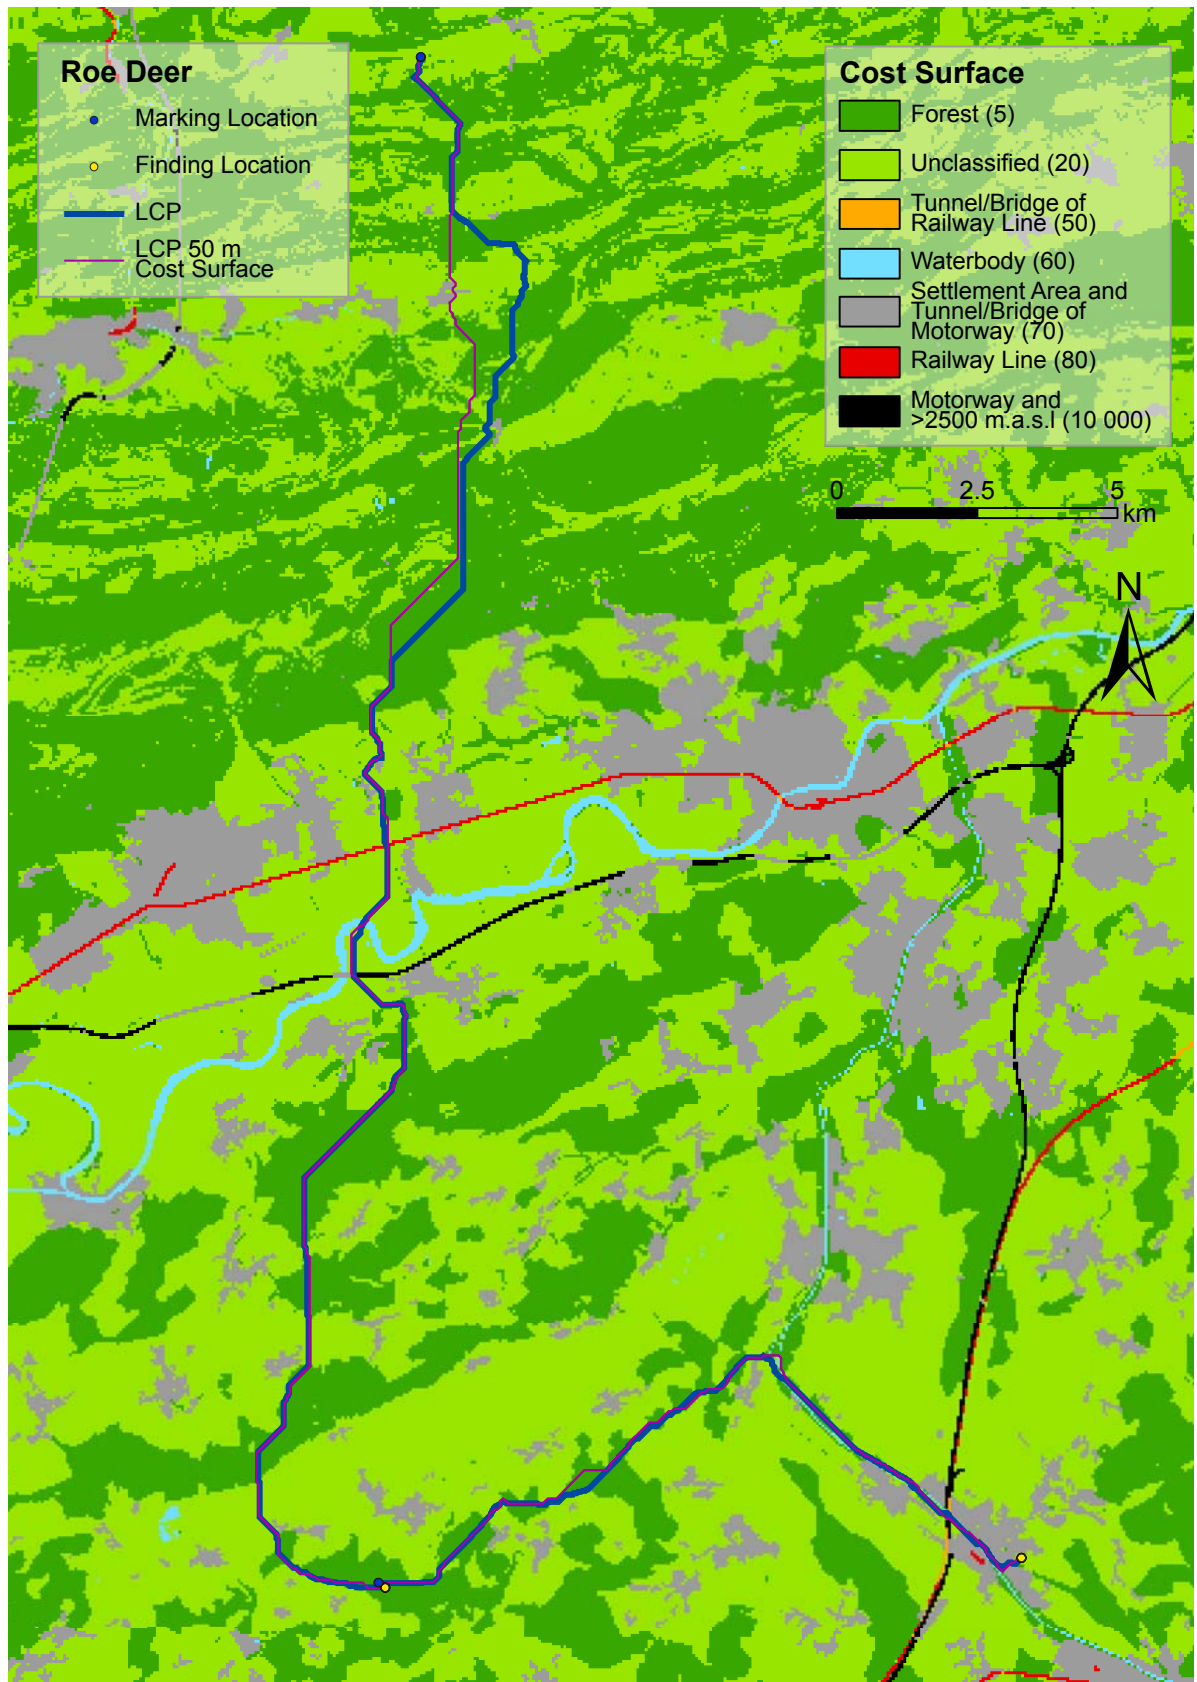 Roe Deer
Marking Location
Finding Location
LCP
LCP 50 m
Cost Surface
Cost Surface
Forest (5)
Unclassified (20)
Tunnel/Bridge of
Railway Line (50)
Waterbody (60)
Settlement Area and
Tunnel/Bridge of
Motorway (70)
Railway Line (80)
Motorway and
>2500 m.a.s.l (10 000)
0 2.5 5
km
N